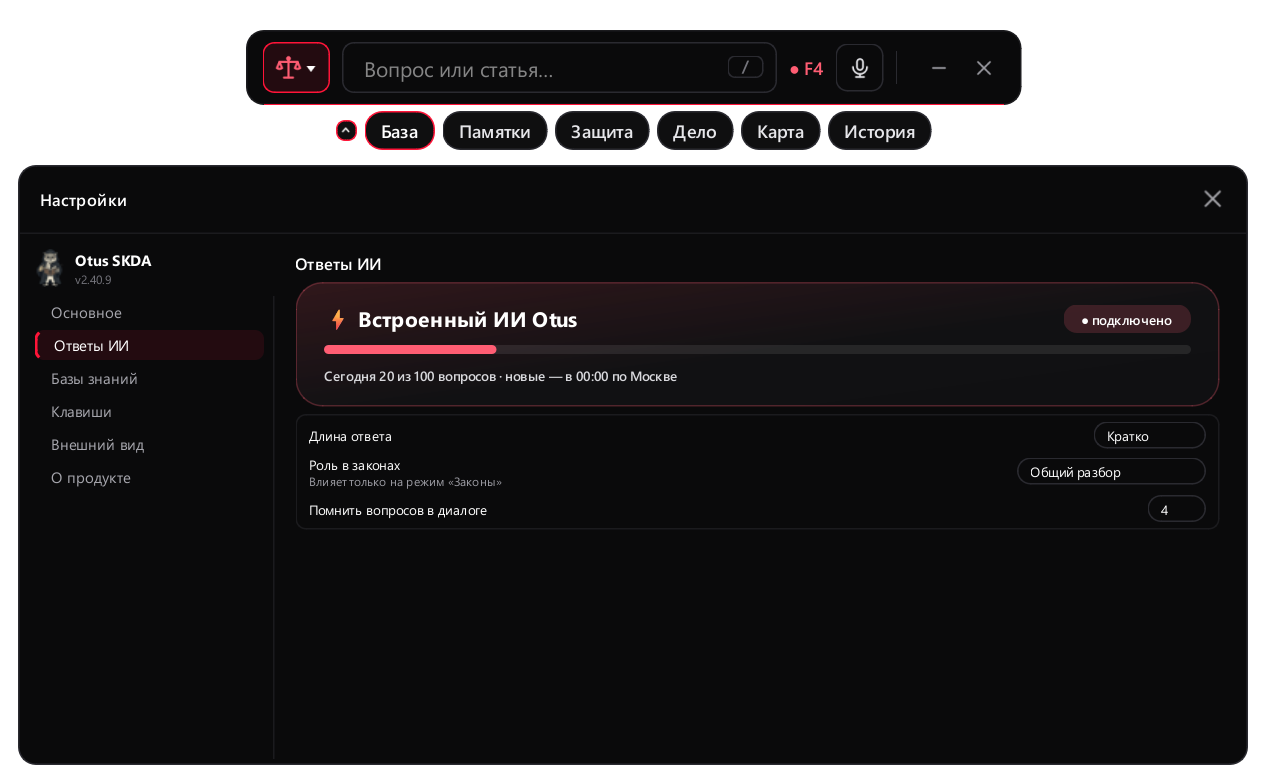 Вопрос или статья...
/
● F4
База
Памятки
Защита
Дело
Карта
История
Настройки
Otus SKDA
v2.40.9
Основное
Ответы ИИ
Базы знаний
Клавиши
Внешний вид
О продукте
Ответы ИИ
Встроенный ИИ Otus
● подключено
Сегодня 20 из 100 вопросов · новые — в 00:00 по Москве
Длина ответа
Кратко
Роль в законах
Влияет только на режим «Законы»
Общий разбор
Помнить вопросов в диалоге
4